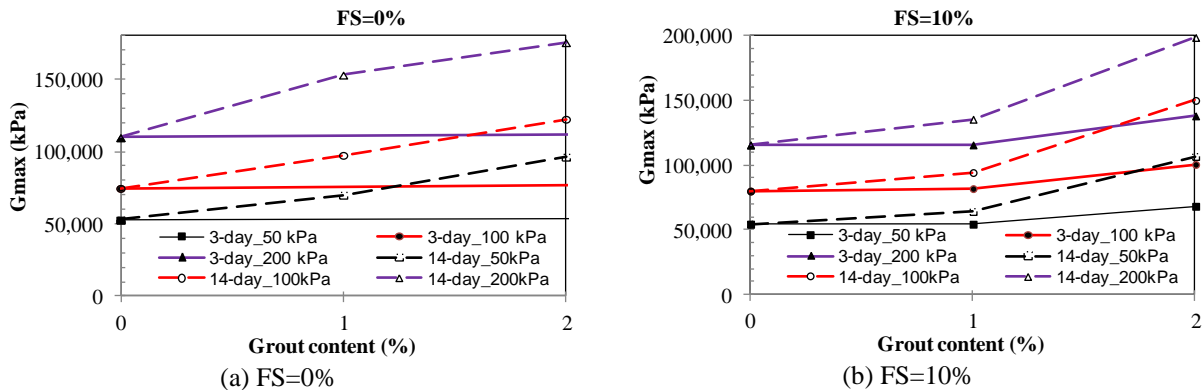 FS=0%
Gmax (kPa)
150,000
100,000
50,000
0
3-day_50 kPa
3-day_100 kPa
3-day_200 kPa
14-day_50kPa
14-day_100kPa
14-day_200kPa
0
1
2
Grout content (%)
(a) FS=0%
FS=10%
Gmax (kPa)
200,000
150,000
100,000
50,000
0
3-day_50 kPa
3-day_100 kPa
3-day_200 kPa
14-day_50kPa
14-day_100kPa
14-day_200kPa
0
1
2
Grout content (%)
(b) FS=10%